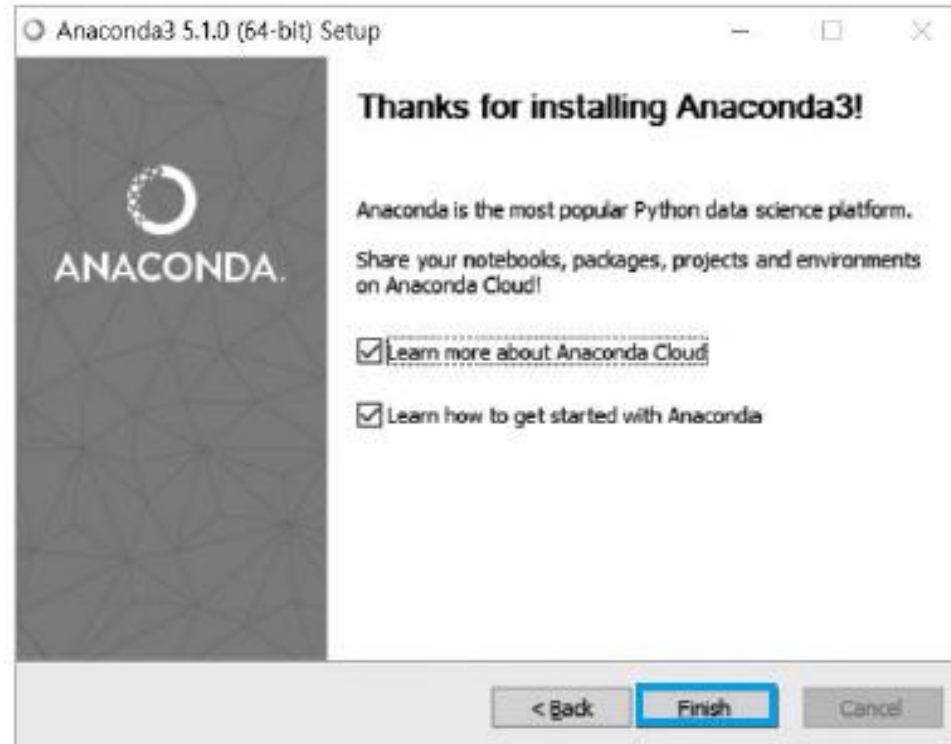 Anaconda3 5.1.0 (64-bit) Setup
Thanks for installing Anaconda3!
ANACONDA.
Anaconda is the most popular Python data science platform.
Share your notebooks, packages, projects and environments
on Anaconda Cloud!
Learn more about Anaconda Cloud
Learn how to get started with Anaconda
< Back Finish Cancel